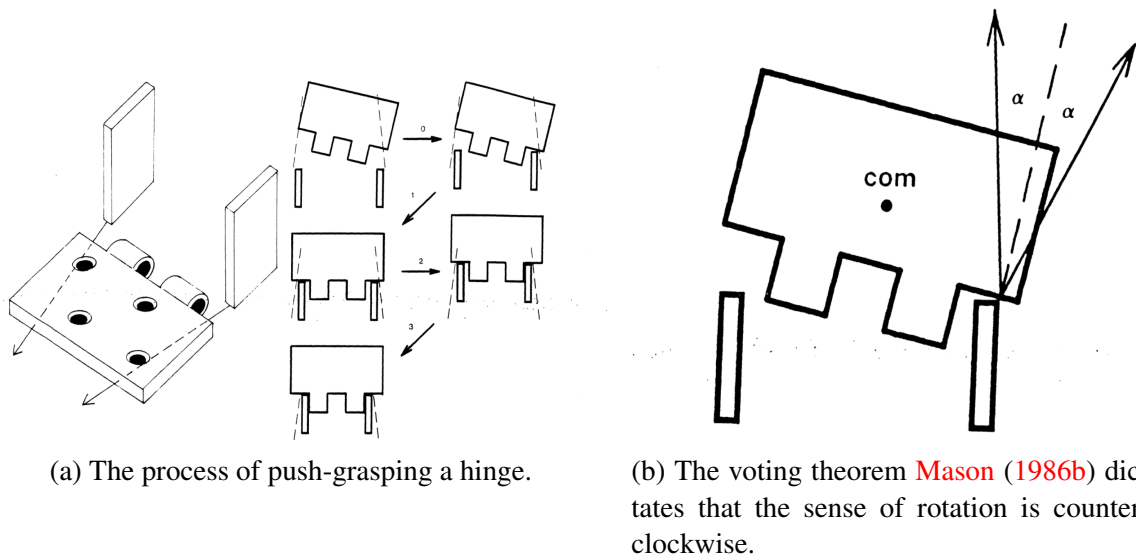 0
1
2
3
α
α
com
(a) The process of push-grasping a hinge.
(b) The voting theorem Mason (1986b) dic
tates that the sense of rotation is counter
clockwise.